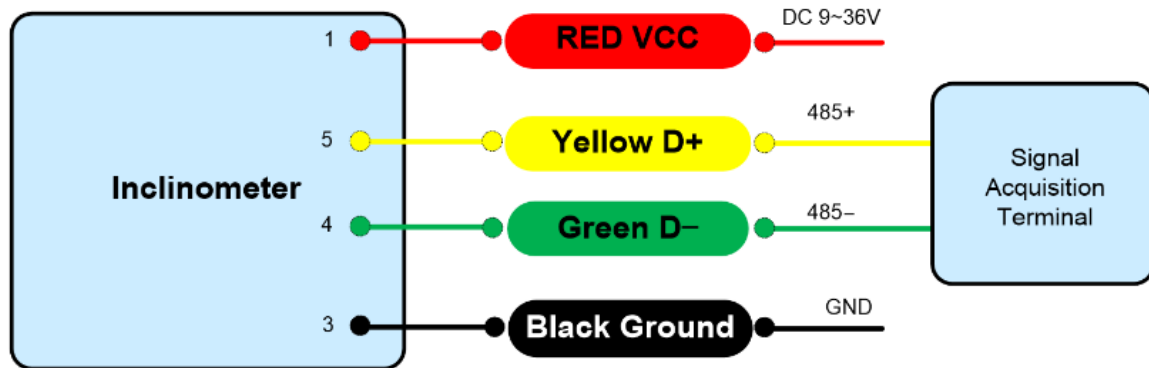 1
RED VCC
DC 9~36V
5
Yellow D+
485+
Inclinometer
Signal
Acquisition
Terminal
4
Green D−
485−
3
Black Ground
GND